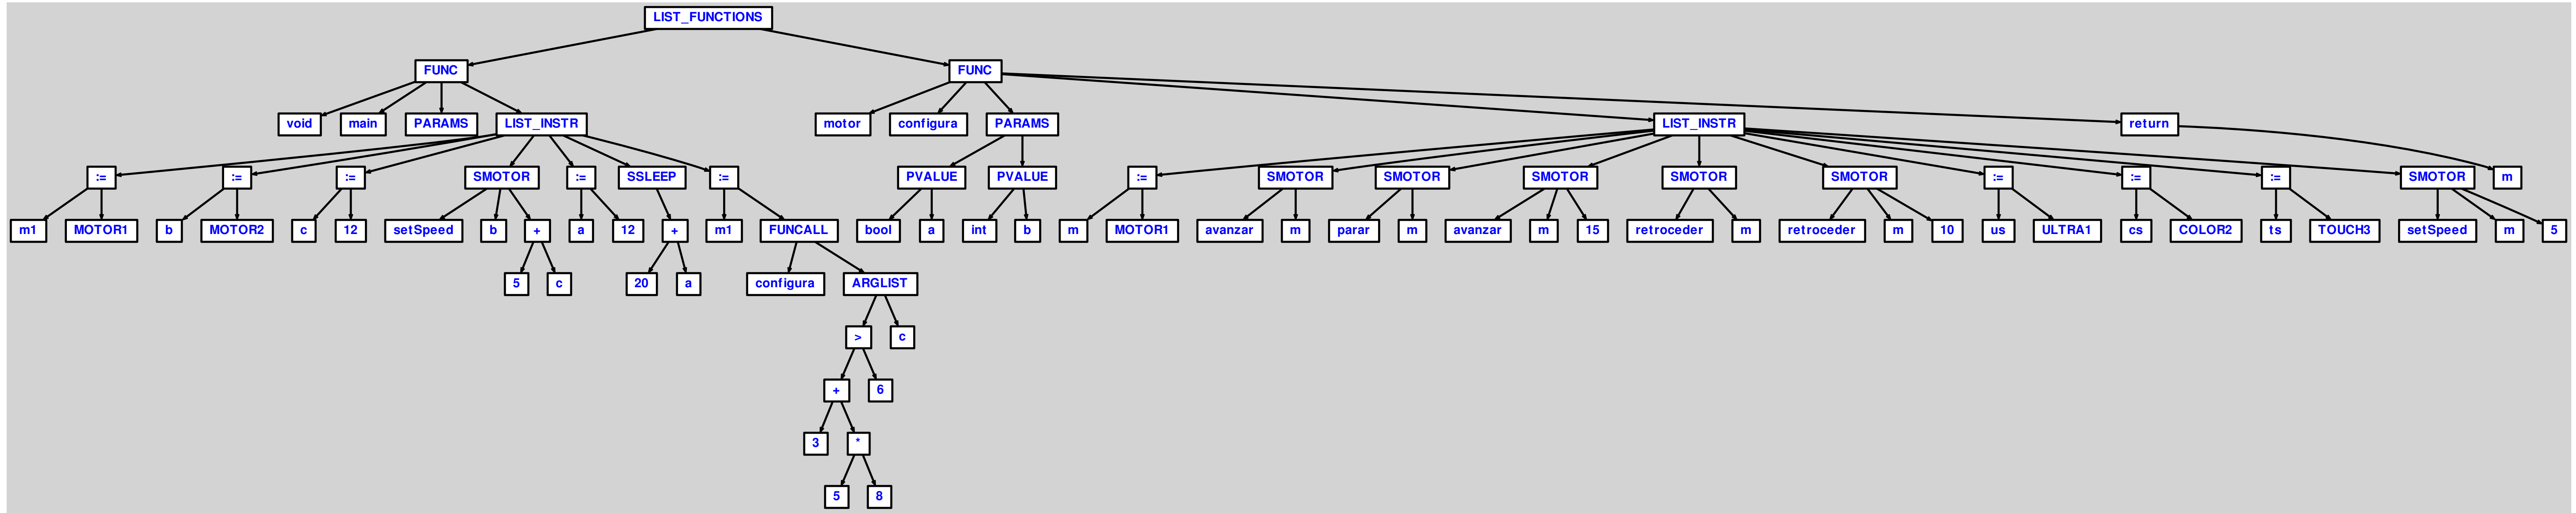 LIST_FUNCTIONS
FUNC FUNC
void main PARAMS LIST_INSTR motor configura PARAMS LIST_INSTR return
:= := := SMOTOR := SSLEEP := PVALUE PVALUE := SMOTOR SMOTOR SMOTOR SMOTOR SMOTOR := := := SMOTOR m
m1 MOTOR1 b MOTOR2 c 12 setSpeed b + a 12 + m1 FUNCALL bool a int b m MOTOR1 avanzar m parar m avanzar m 15 retroceder m retroceder m 10 us ULTRA1 cs COLOR2 ts TOUCH3 setSpeed m 5
5 c 20 a configura ARGLIST
> c
+ 6
3 *
5 8